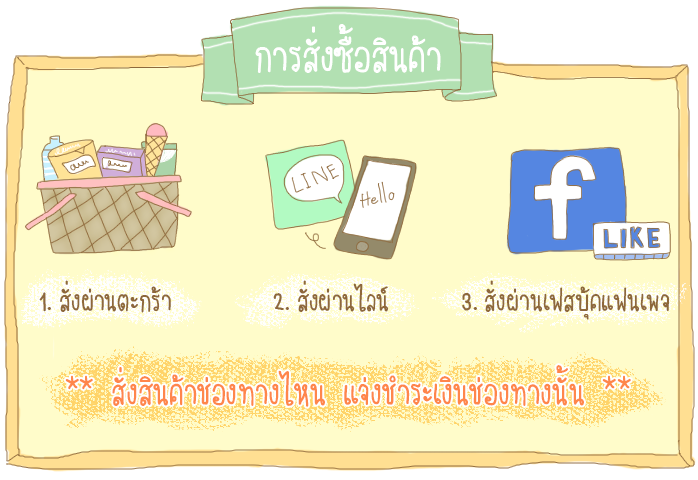 การสั่งซื้อสินค้า
LINE
Hello
f
LIKE
1. สั่งผ่านตะกร้า
2. สั่งผ่านไลน์
3. สั่งผ่านเฟสบุ้คแฟนเพจ
** สั่งสินค้าช่องทางไหน แจ่งชำระเงินช่องทางนั้น **